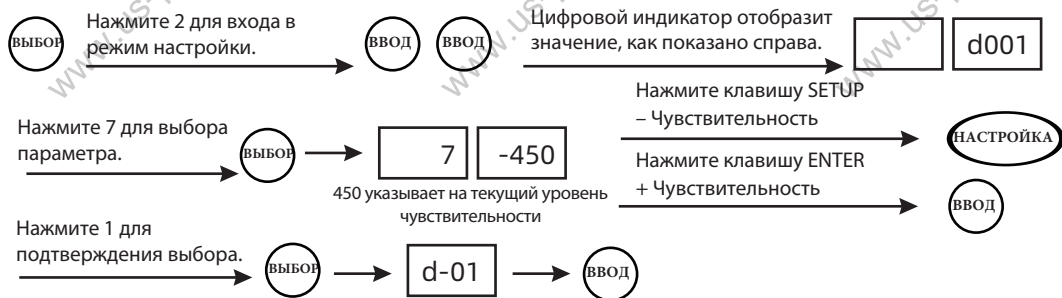 ВЫБОР
Нажмите 2 для входа в
режим настройки.
ВВОД
ВВОД
Цифровой индикатор отобразит
значение, как показано справа.
d001
Нажмите 7 для выбора
параметра.
ВЫБОР
7
-450
450 указывает на текущий уровень
чувствительности
Нажмите клавишу SETUP
– Чувствительность
НАСТРОЙКА
Нажмите клавишу ENTER
+ Чувствительность
ВВОД
Нажмите 1 для
подтверждения выбора.
ВЫБОР
d-01
ВВОД